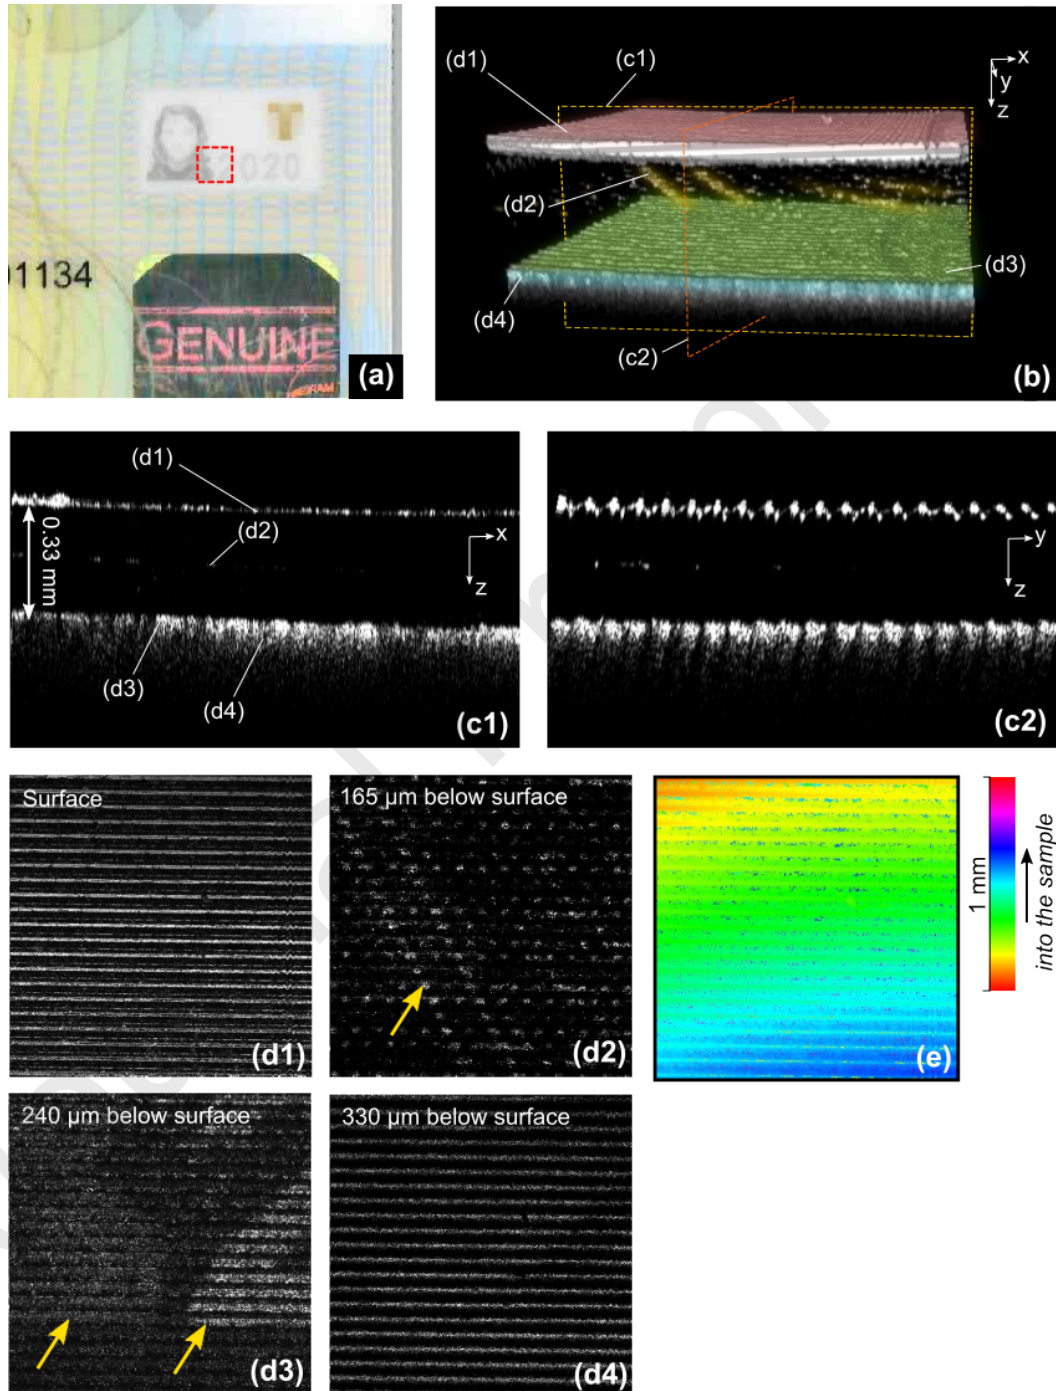 01134
T
2020
GENUINE
(a)
(d1)
(c1)
x
y
z
(d2)
(d3)
(d4)
(c2)
(b)
(d1)
(d2)
0.33 mm
x
z
(d3)
(d4)
(c1)
y
z
(c2)
Surface
(d1)
165 µm below surface
(d2)
1 mm
into the sample
(e)
240 µm below surface
(d3)
330 µm below surface
(d4)